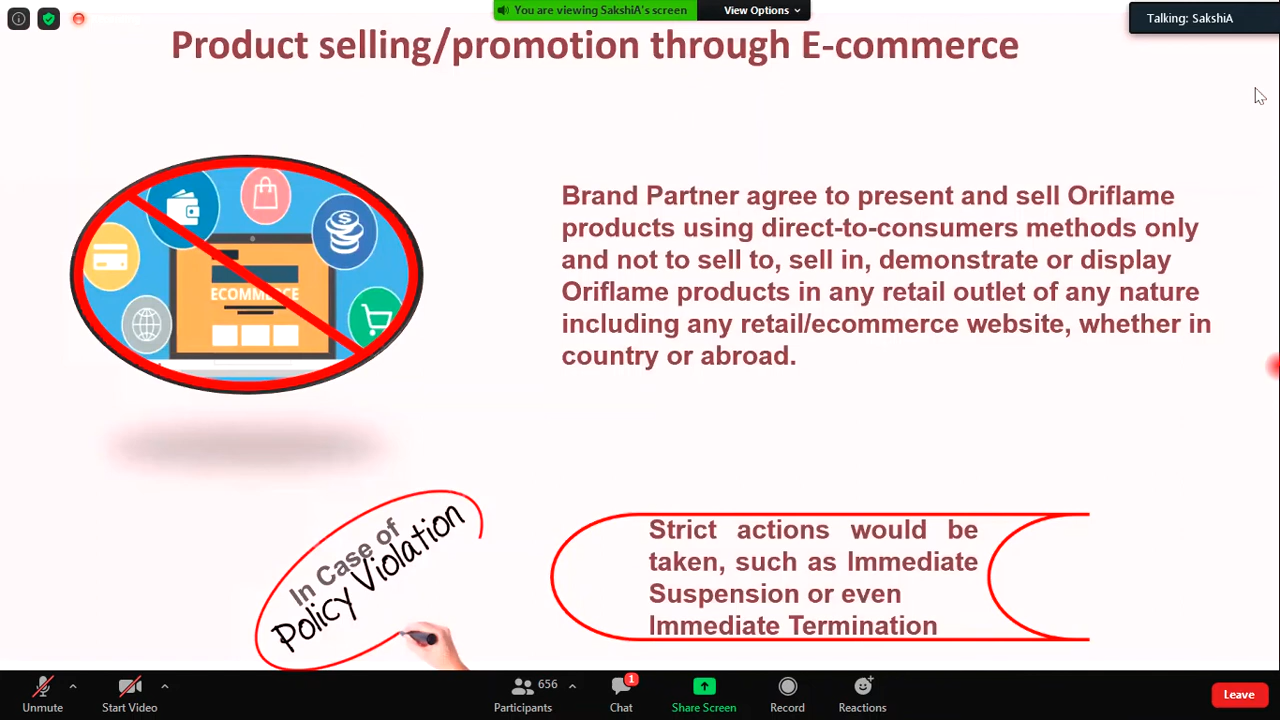 You are viewing SakshiA's screen
View Options
Talking: SakshiA
Product selling/promotion through E-commerce
ECOMMERCE
Brand Partner agree to present and sell Oriflame
products using direct-to-consumers methods only
and not to sell to, sell in, demonstrate or display
Oriflame products in any retail outlet of any nature
including any retail/ecommerce website, whether in
country or abroad.
In Case of
Policy Violation
Strict actions would be
taken, such as Immediate
Suspension or even
Immediate Termination
Unmute
Start Video
656
Participants
1
Chat
Share Screen
Record
Reactions
Leave